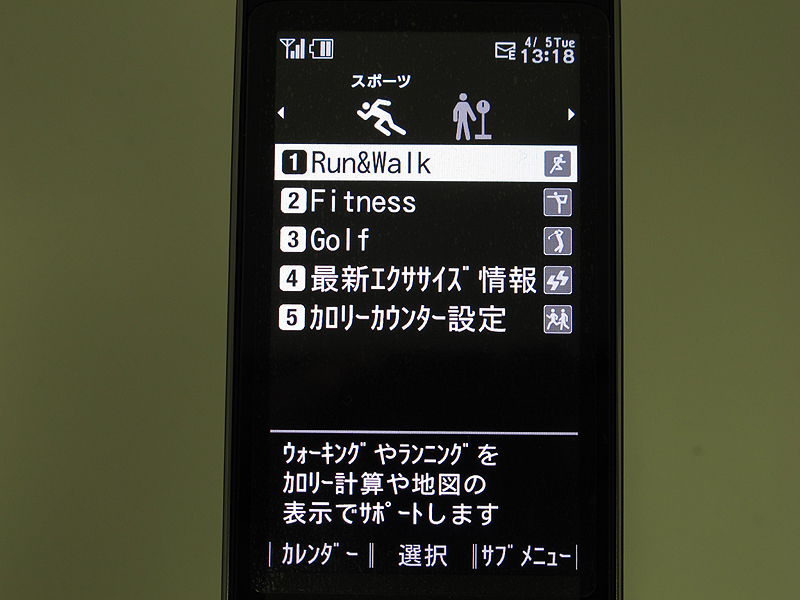 4/ 5Tue
13:18
スポーツ
1 Run&Walk
2 Fitness
3 Golf
4 最新ｴｸｻｻｲｽﾞ情報
5 ｶﾛﾘｰｶｳﾝﾀｰ設定
ｳｫｰｷﾝｸﾞやﾗﾝﾆﾝｸﾞを
ｶﾛﾘｰ計算や地図の
表示でｻﾎﾟｰﾄします
ｶﾚﾝﾀﾞｰ 選択 ｻﾌﾞﾒﾆｭｰ